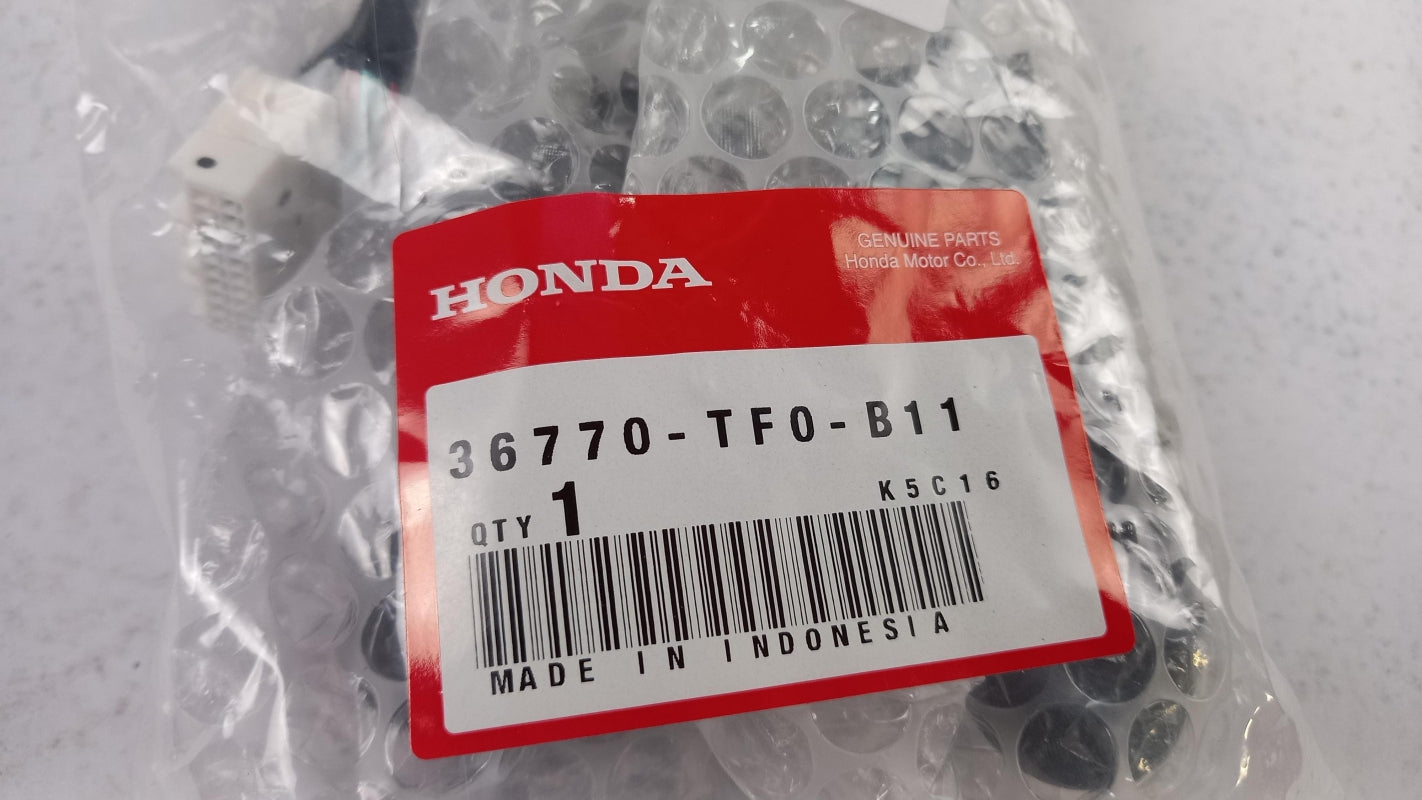 HONDA
GENUINE PARTS
Honda Motor Co., Ltd.
36770-TF0-B11
QTY 1
K5C16
MADE IN INDONESIA